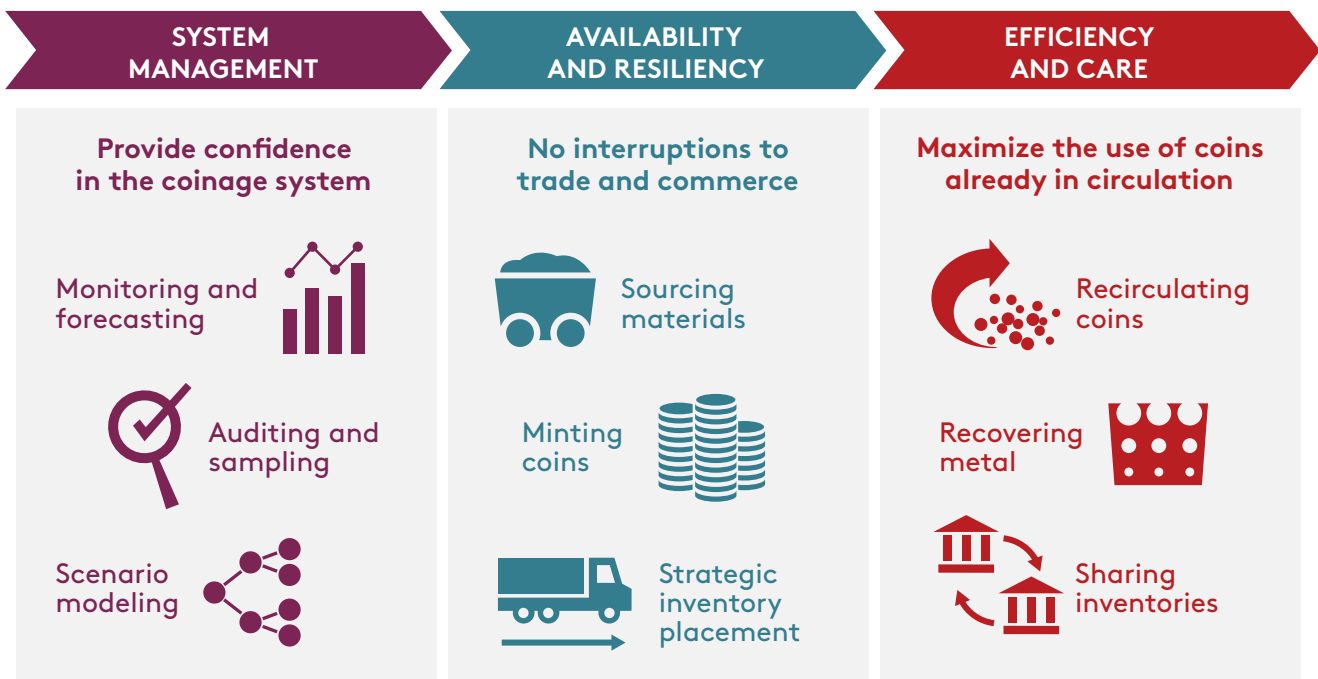 SYSTEM
MANAGEMENT
Provide confidence
in the coinage system
Monitoring and
forecasting
Auditing and
sampling
Scenario
modeling
AVAILABILITY
AND RESILIENCY
No interruptions to
trade and commerce
Sourcing
materials
Minting
coins
Strategic
inventory
placement
EFFICIENCY
AND CARE
Maximize the use of coins
already in circulation
Recirculating
coins
Recovering
metal
Sharing
inventories